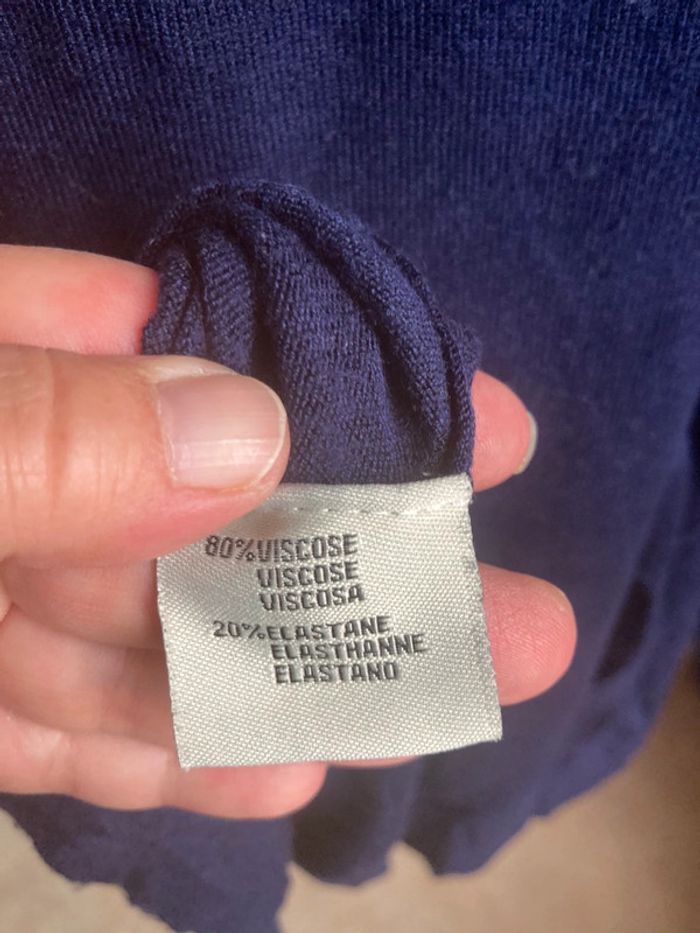 80%VISCOSE
VISCOSE
VISCOSA
20%ELASTANE
ELASTHANNE
ELASTANO